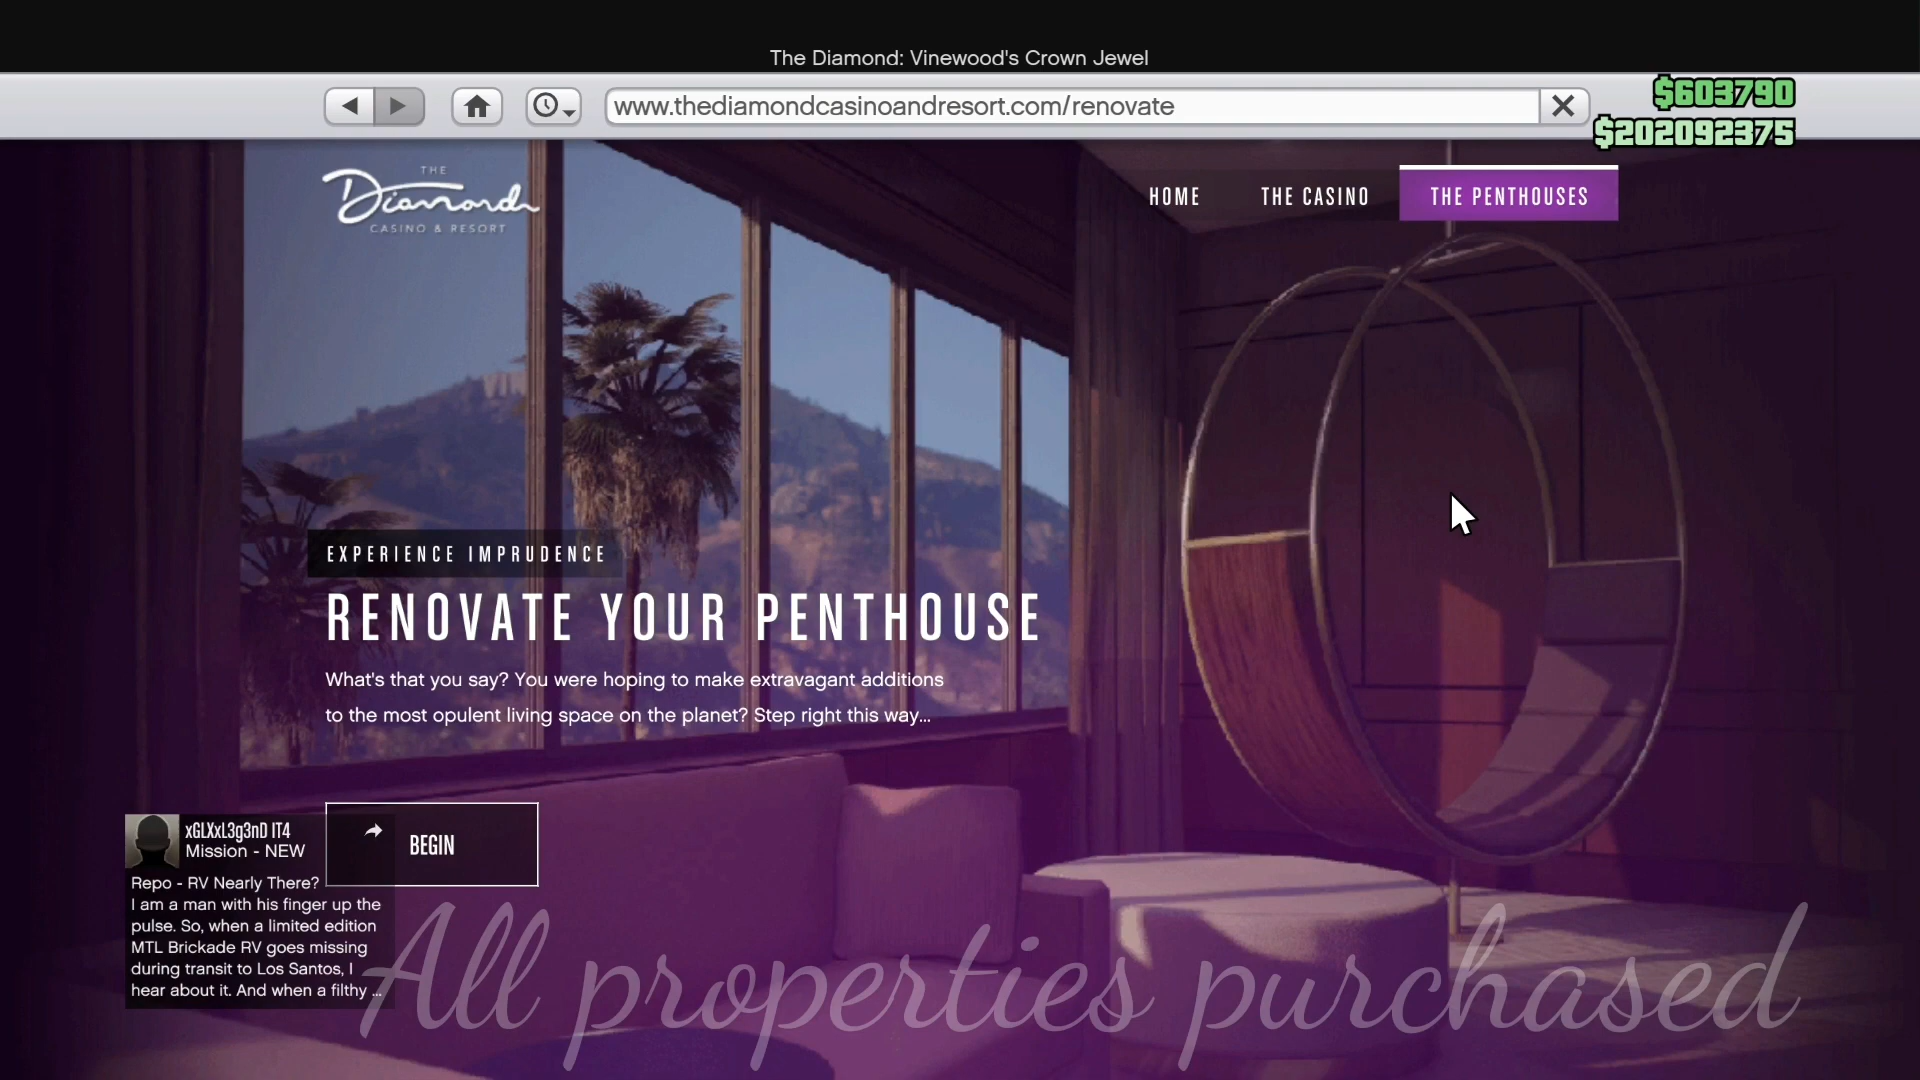 The Diamond: Vinewood's Crown Jewel
www.thediamondcasinoandresort.com/renovate
$603790
$202092375
THE
Diamond
CASINO & RESORT
HOME
THE CASINO
THE PENTHOUSES
EXPERIENCE IMPRUDENCE
RENOVATE YOUR PENTHOUSE
What's that you say? You were hoping to make extravagant additions
to the most opulent living space on the planet? Step right this way...
BEGIN
xGLXxL3g3nD IT4
Mission - NEW
Repo - RV Nearly There?
I am a man with his finger up the
pulse. So, when a limited edition
MTL Brickade RV goes missing
during transit to Los Santos, I
hear about it. And when a filthy ...
All properties purchased